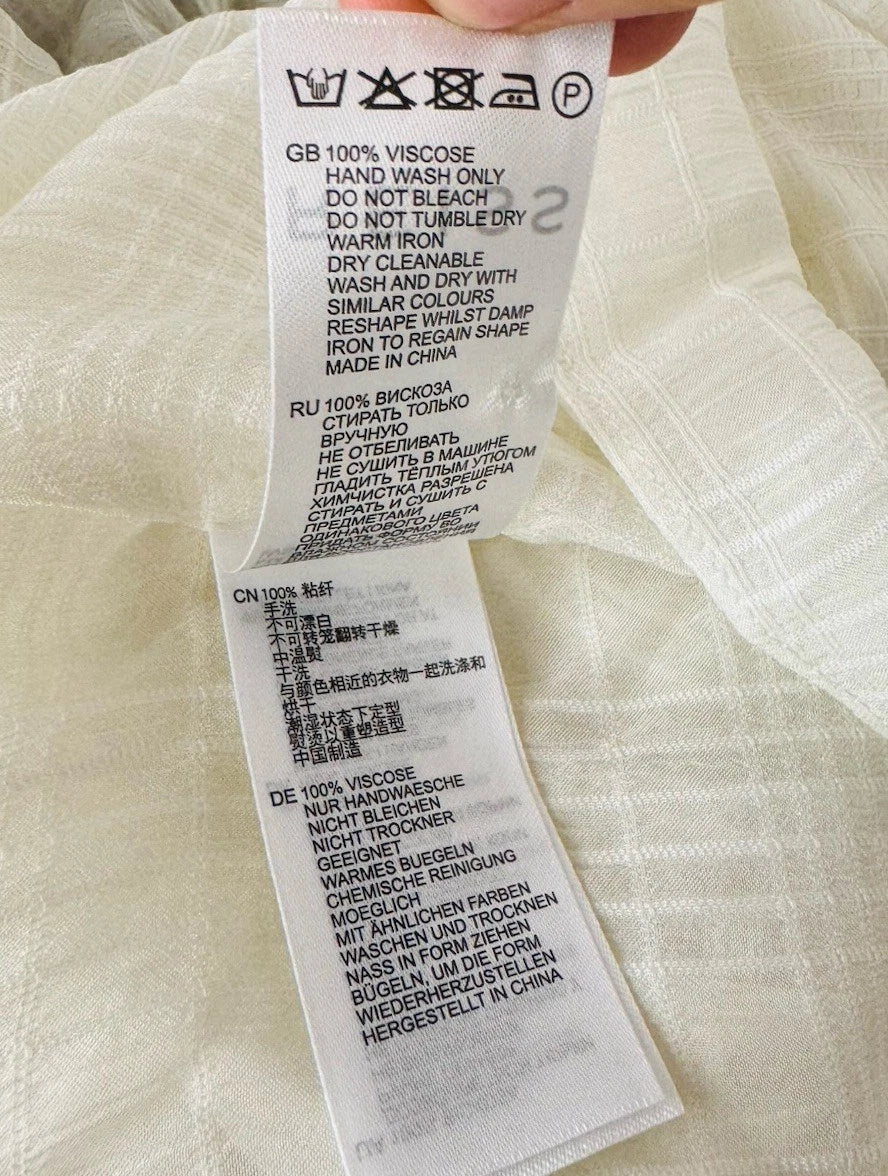 P
GB 100% VISCOSE
HAND WASH ONLY
DO NOT BLEACH
DO NOT TUMBLE DRY
WARM IRON
DRY CLEANABLE
WASH AND DRY WITH
SIMILAR COLOURS
RESHAPE WHILST DAMP
IRON TO REGAIN SHAPE
MADE IN CHINA
RU 100% ВИСКОЗА
СТИРАТЬ ТОЛЬКО
ВРУЧНУЮ
НЕ ОТБЕЛИВАТЬ
НЕ СУШИТЬ В МАШИНЕ
ГЛАДИТЬ ТЁПЛЫМ УТЮГОМ
ХИМЧИСТКА РАЗРЕШЕНА
СТИРАТЬ И СУШИТЬ С
ПРЕДМЕТАМИ
ОДИНАКОВОГО ЦВЕТА
ПРИДАТЬ ФОРМУ ВО
ВЛАЖНОМ СОСТОЯНИИ
CN 100% 粘纤
手洗
不可漂白
不可转笼翻转干燥
中温熨
干洗
与颜色相近的衣物一起洗涤和
烘干
潮湿状态下定型
熨烫以重塑造型
中国制造
DE 100% VISCOSE
NUR HANDWAESCHE
NICHT BLEICHEN
NICHT TROCKNER
GEEIGNET
WARMES BUEGELN
CHEMISCHE REINIGUNG
MOEGLICH
MIT ÄHNLICHEN FARBEN
WASCHEN UND TROCKNEN
NASS IN FORM ZIEHEN
BÜGELN, UM DIE FORM
WIEDERHERZUSTELLEN
HERGESTELLT IN CHINA